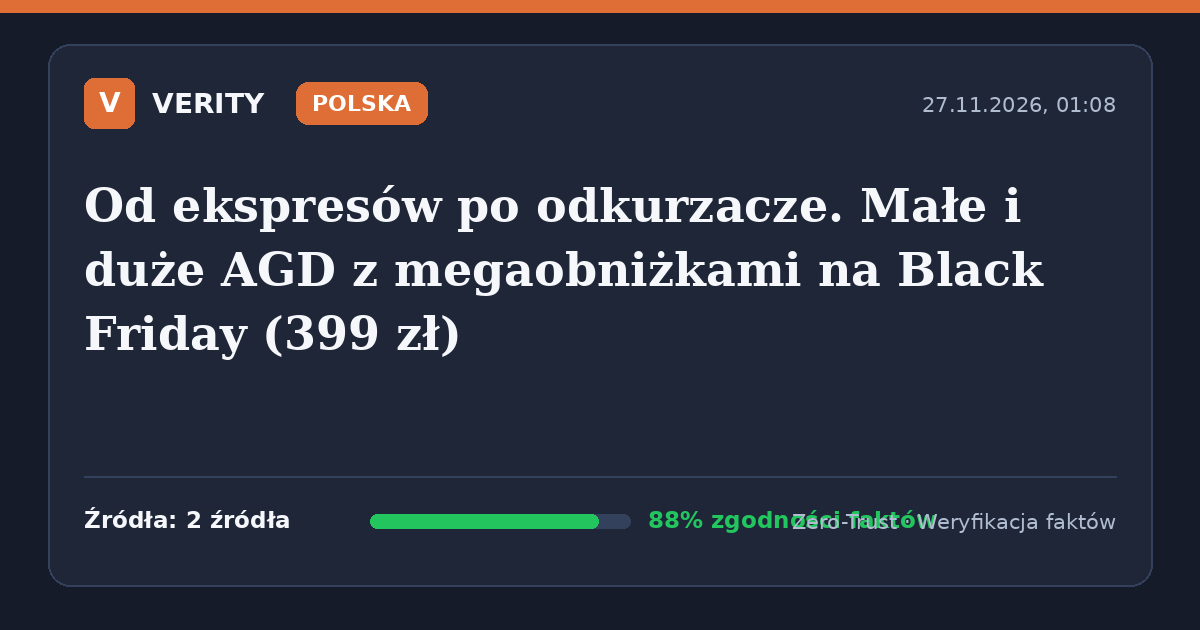 V VERITY POLSKA 27.11.2026, 01:08
Od ekspresów po odkurzacze. Małe i
duże AGD z megaobniżkami na Black
Friday (399 zł)
Źródła: 2 źródła 88% zgodności faktów Zero-Trust · Weryfikacja faktów